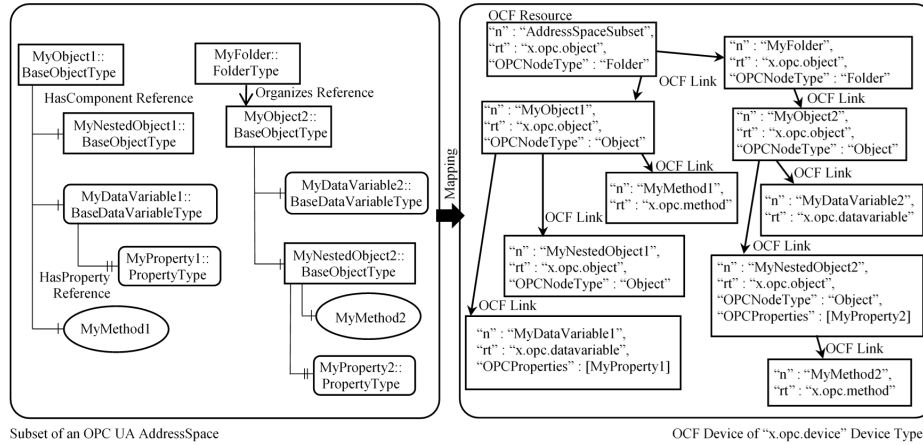 MyObject1::
BaseObjectType
HasComponent Reference
MyNestedObject1::
BaseObjectType
MyDataVariable1::
BaseDataVariableType
MyProperty1::
PropertyType
HasProperty
Reference
MyMethod1
MyFolder::
FolderType
Organizes Reference
MyObject2::
BaseObjectType
MyDataVariable2::
BaseDataVariableType
MyNestedObject2::
BaseObjectType
MyMethod2
MyProperty2::
PropertyType
Subset of an OPC UA AddressSpace
Mapping
OCF Resource
“n” : “AddressSpaceSubset”,
“rt” : “x.opc.object”,
“OPCNodeType” : “Folder”
OCF Link
“n” : “MyFolder”,
“rt” : “x.opc.object”,
“OPCNodeType” : “Folder”
OCF Link
“n” : “MyObject1”,
“rt” : “x.opc.object”,
“OPCNodeType” : “Object”
OCF Link
“n” : “MyObject2”,
“rt” : “x.opc.object”,
“OPCNodeType” : “Object”
OCF Link
“n”: “MyMethod1”,
“rt” : “x.opc.method”
OCF Link
“n” : “MyDataVariable2”,
“rt” : “x.opc.datavariable”
OCF Link
“n” : “MyNestedObject1”,
“rt” : “x.opc.object”,
“OPCNodeType” : “Object”
OCF Link
“n” : “MyNestedObject2”,
“rt” : “x.opc.object”,
“OPCNodeType” : “Object”,
“OPCProperties” : [MyProperty2]
OCF Link
“n” : “MyDataVariable1”,
“rt” : “x.opc.datavariable”,
“OPCProperties” : [MyProperty1]
OCF Link
“n” : “MyMethod2”,
“rt” : “x.opc.method”
OCF Device of “x.opc.device” Device Type